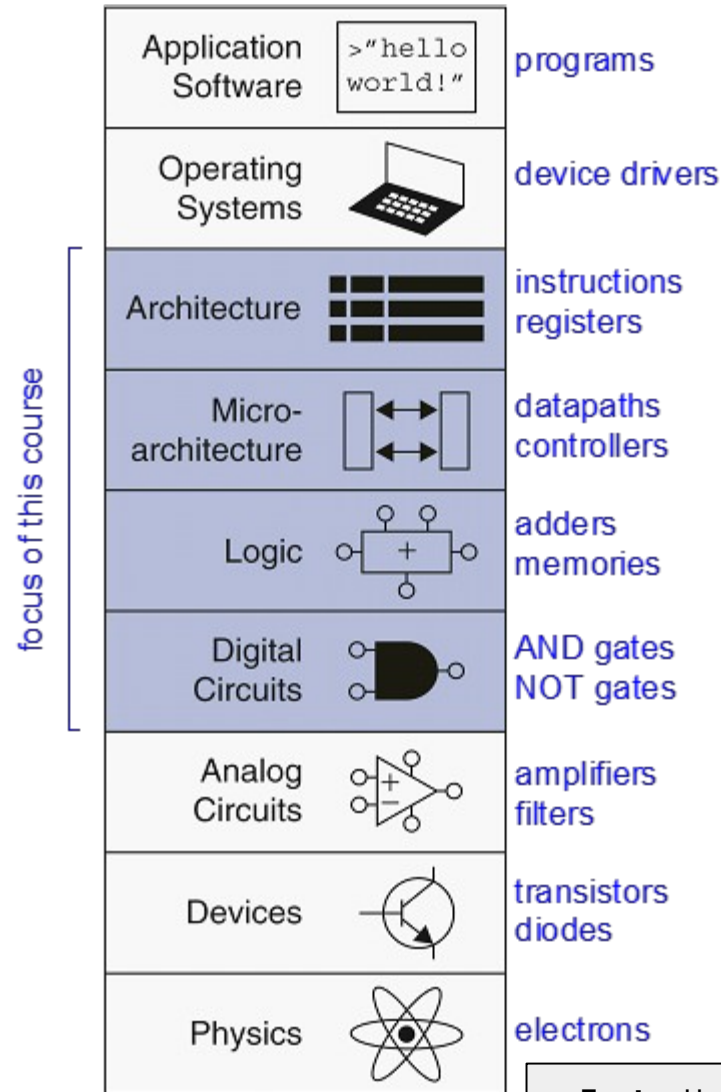 Application
Software
>"hello
world!"
programs
Operating
Systems
device drivers
focus of this course
Architecture
instructions
registers
Micro-
architecture
datapaths
controllers
Logic
+
adders
memories
Digital
Circuits
AND gates
NOT gates
Analog
Circuits
+
−
amplifiers
filters
Devices
transistors
diodes
Physics
electrons